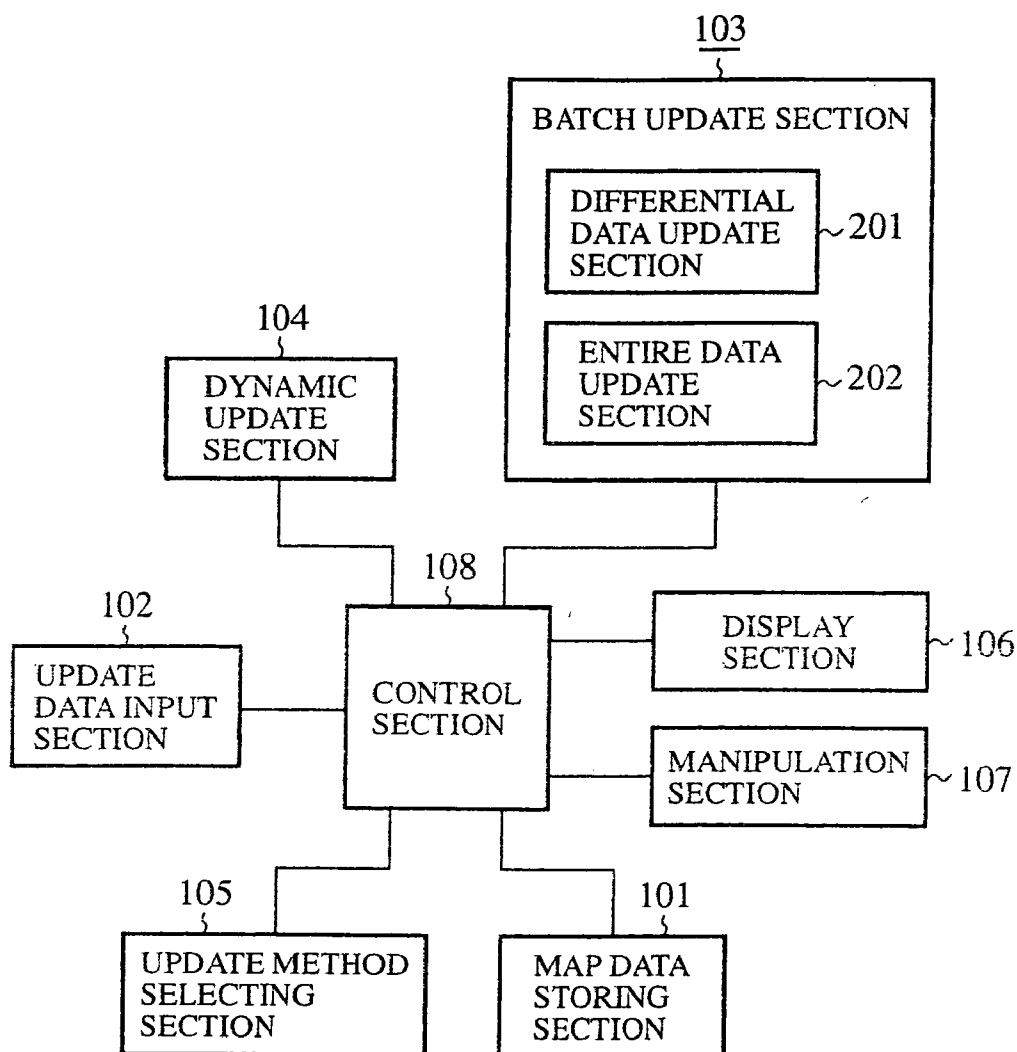 103
BATCH UPDATE SECTION
DIFFERENTIAL
DATA UPDATE
SECTION
201
ENTIRE DATA
UPDATE
SECTION
202
104
DYNAMIC
UPDATE
SECTION
108
CONTROL
SECTION
102
UPDATE
DATA INPUT
SECTION
DISPLAY
SECTION
106
MANIPULATION
SECTION
107
105
UPDATE METHOD
SELECTING
SECTION
101
MAP DATA
STORING
SECTION